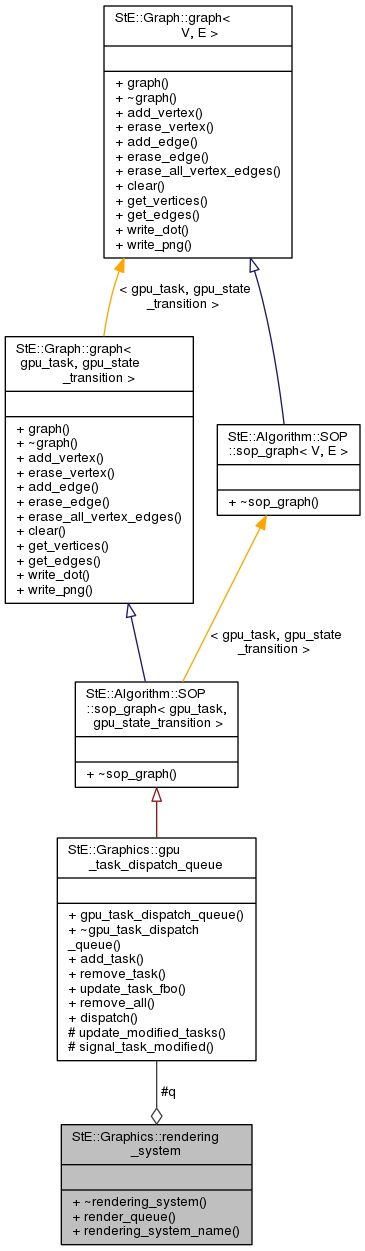 StE::Graph::graph<
V, E >
+ graph()
+ ~graph()
+ add_vertex()
+ erase_vertex()
+ add_edge()
+ erase_edge()
+ erase_all_vertex_edges()
+ clear()
+ get_vertices()
+ get_edges()
+ write_dot()
+ write_png()
< gpu_task, gpu_state
_transition >
StE::Graph::graph<
gpu_task, gpu_state
_transition >
+ graph()
+ ~graph()
+ add_vertex()
+ erase_vertex()
+ add_edge()
+ erase_edge()
+ erase_all_vertex_edges()
+ clear()
+ get_vertices()
+ get_edges()
+ write_dot()
+ write_png()
StE::Algorithm::SOP
::sop_graph< V, E >
+ ~sop_graph()
< gpu_task, gpu_state
_transition >
StE::Algorithm::SOP
::sop_graph< gpu_task,
gpu_state_transition >
+ ~sop_graph()
StE::Graphics::gpu
_task_dispatch_queue
+ gpu_task_dispatch_queue()
+ ~gpu_task_dispatch
_queue()
+ add_task()
+ remove_task()
+ update_task_fbo()
+ remove_all()
+ dispatch()
# update_modified_tasks()
# signal_task_modified()
#q
StE::Graphics::rendering
_system
+ ~rendering_system()
+ render_queue()
+ rendering_system_name()